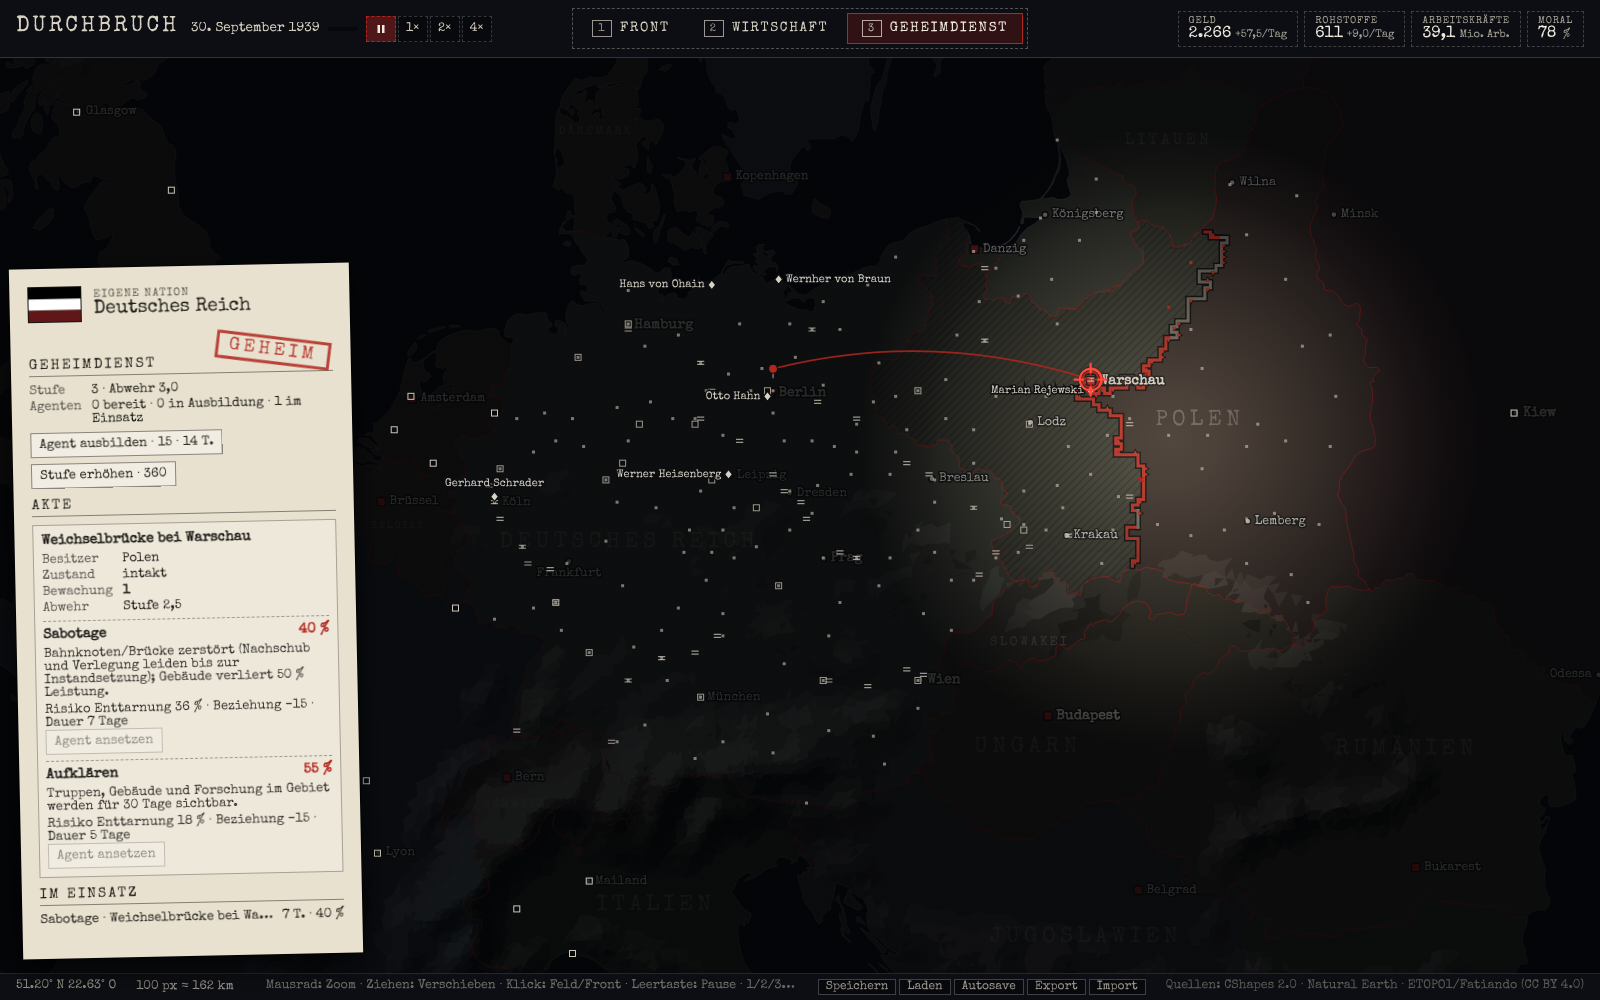 DURCHBRUCH
30. September 1939
1×
2×
4×
1 FRONT
2 WIRTSCHAFT
3 GEHEIMDIENST
GELD
2.266 +57,5/Tag
ROHSTOFFE
611 +9,0/Tag
ARBEITSKRÄFTE
39,1 Mio. Arb.
MORAL
78 %
Glasgow
DÄNEMARK
Kopenhagen
LITAUEN
Wilna
Minsk
Königsberg
Danzig
Hans von Ohain
Wernher von Braun
Hamburg
Amsterdam
Otto Hahn
Berlin
Marian Rejewski
Warschau
POLEN
Lodz
Kiew
Werner Heisenberg
Leipzig
Gerhard Schrader
Brüssel
BELGIEN
Köln
Dresden
Breslau
Lemberg
DEUTSCHES REICH
Krakau
Prag
Frankfurt
SLOWAKEI
Wien
München
Odessa
Budapest
UNGARN
RUMÄNIEN
Bern
Lyon
Mailand
ITALIEN
Bukarest
Belgrad
JUGOSLAWIEN
EIGENE NATION
Deutsches Reich
GEHEIM
GEHEIMDIENST
Stufe 3 · Abwehr 3,0
Agenten 0 bereit · 0 in Ausbildung · 1 im
Einsatz
Agent ausbilden · 15 · 14 T.
Stufe erhöhen · 360
AKTE
Weichselbrücke bei Warschau
Besitzer Polen
Zustand intakt
Bewachung 1
Abwehr Stufe 2,5
Sabotage 40 %
Bahnknoten/Brücke zerstört (Nachschub
und Verlegung leiden bis zur
Instandsetzung); Gebäude verliert 50 %
Leistung.
Risiko Enttarnung 36 % · Beziehung -15 ·
Dauer 7 Tage
Agent ansetzen
Aufklären 55 %
Truppen, Gebäude und Forschung im Gebiet
werden für 30 Tage sichtbar.
Risiko Enttarnung 18 % · Beziehung -15 ·
Dauer 5 Tage
Agent ansetzen
IM EINSATZ
Sabotage · Weichselbrücke bei Wa… 7 T. · 40 %
51.20° N 22.63° O
100 px ≈ 162 km
Mausrad: Zoom · Ziehen: Verschieben · Klick: Feld/Front · Leertaste: Pause · 1/2/3…
Speichern
Laden
Autosave
Export
Import
Quellen: CShapes 2.0 · Natural Earth · ETOPO1/Fatiando (CC BY 4.0)